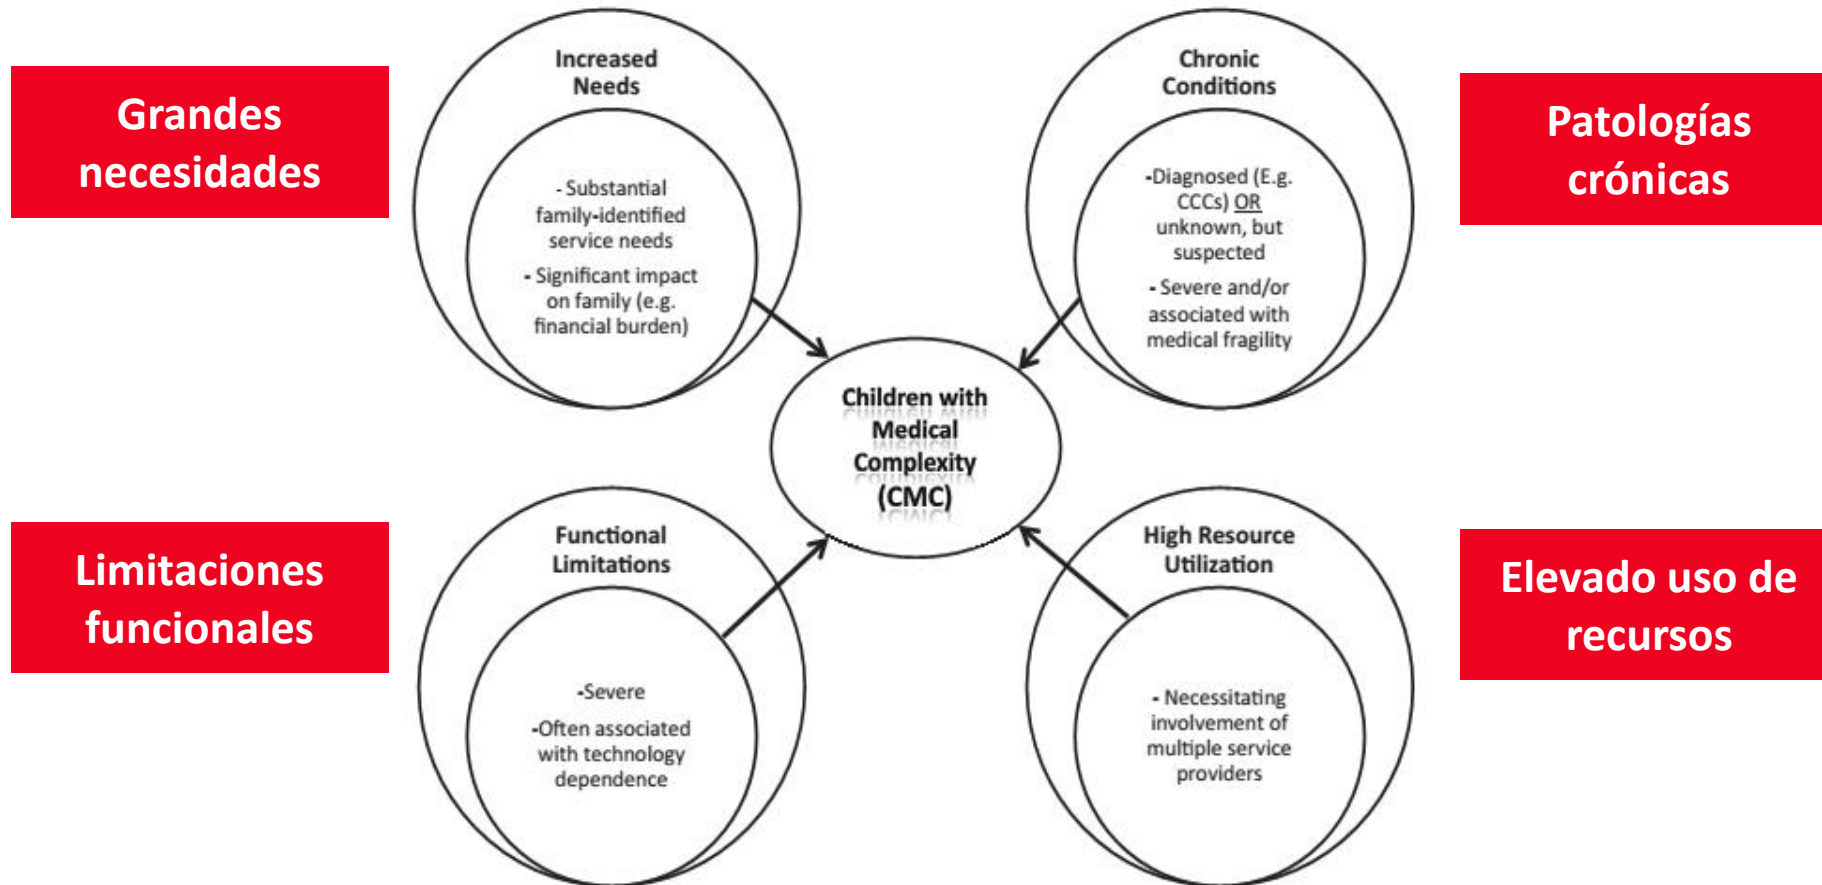 Grandes
necesidades
Increased
Needs
- Substantial
family-identified
service needs
- Significant impact
on family (e.g.
financial burden)
Chronic
Conditions
-Diagnosed (E.g.
CCCs) OR
unknown, but
suspected
- Severe and/or
associated with
medical fragility
Patologías
crónicas
Children with
Medical
Complexity
(CMC)
Limitaciones
funcionales
Functional
Limitations
-Severe
-Often associated
with technology
dependence
High Resource
Utilization
- Necessitating
involvement of
multiple service
providers
Elevado uso de
recursos